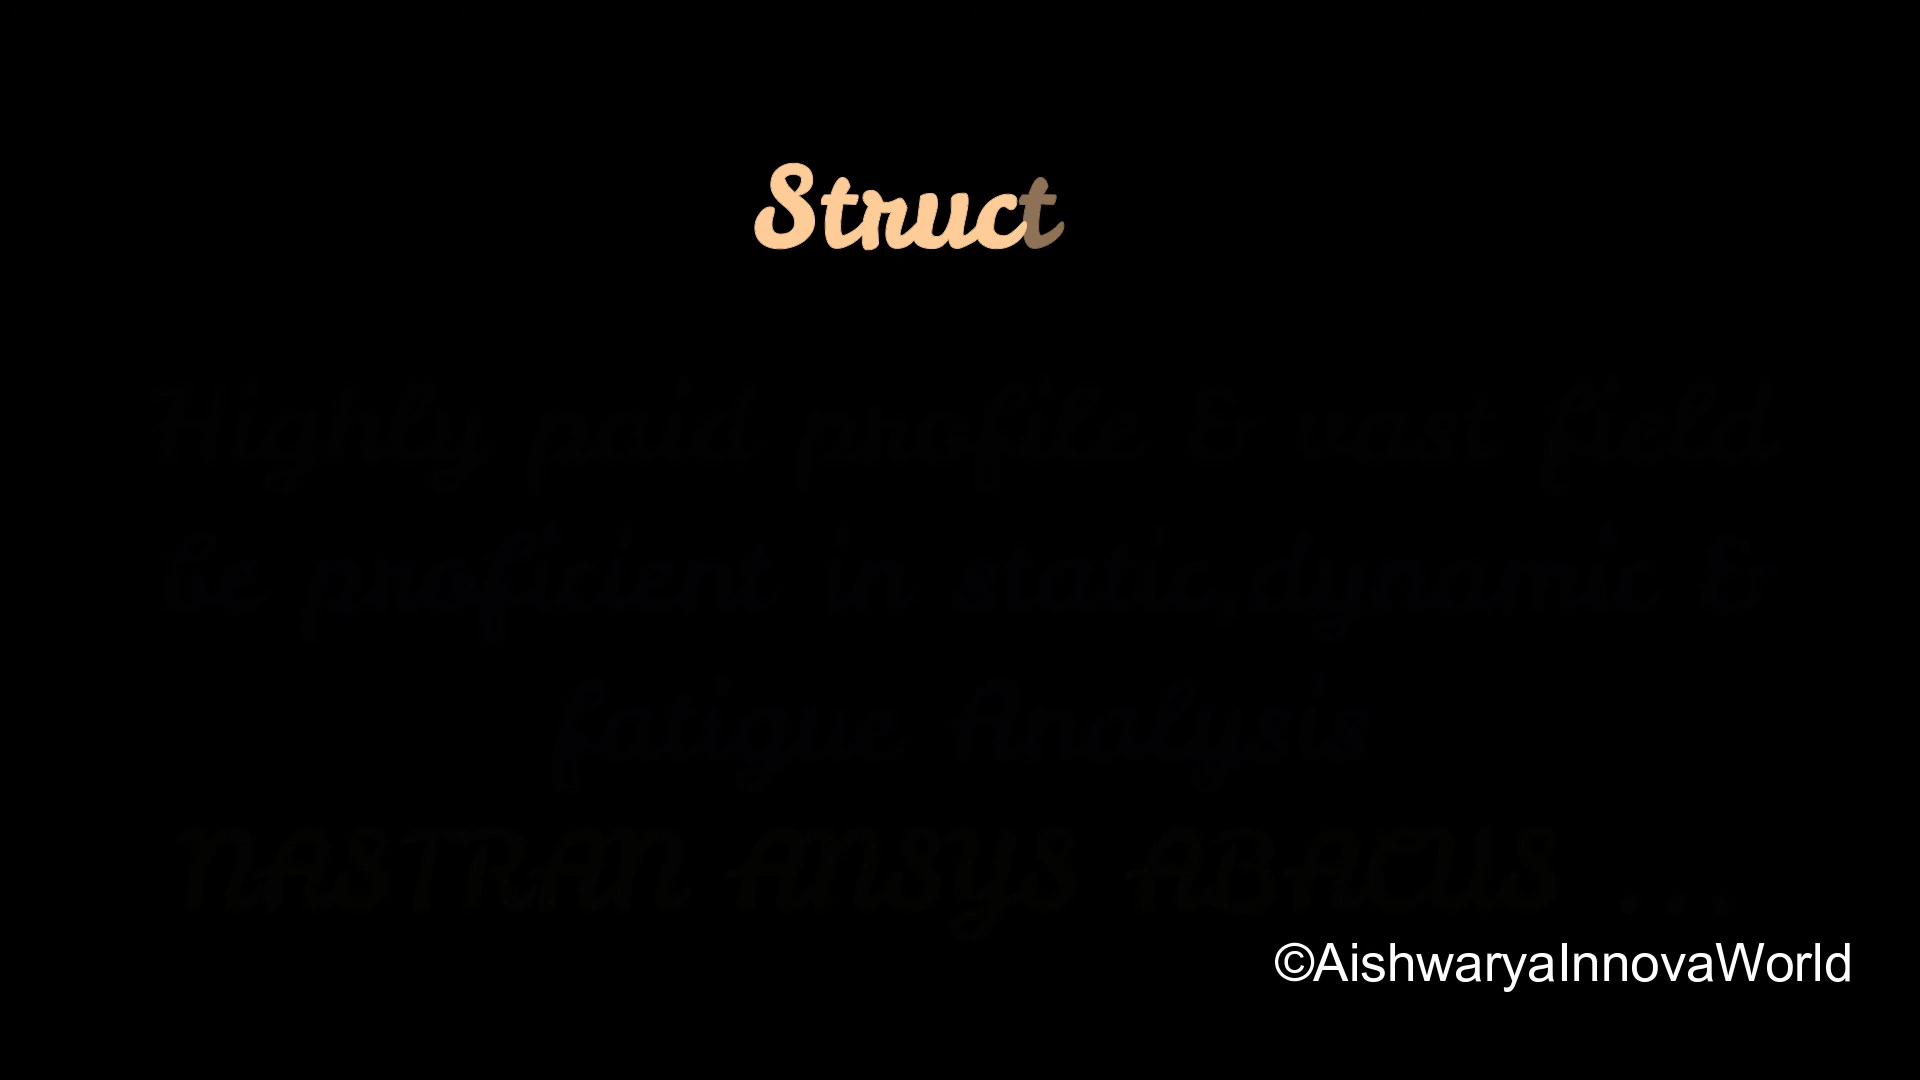 Struct
Highly paid profile & vast field
be proficient in static,dynamic &
fatigue Analysis
NASTRAN ANSYS ABACUS ...
©AishwaryaInnovaWorld